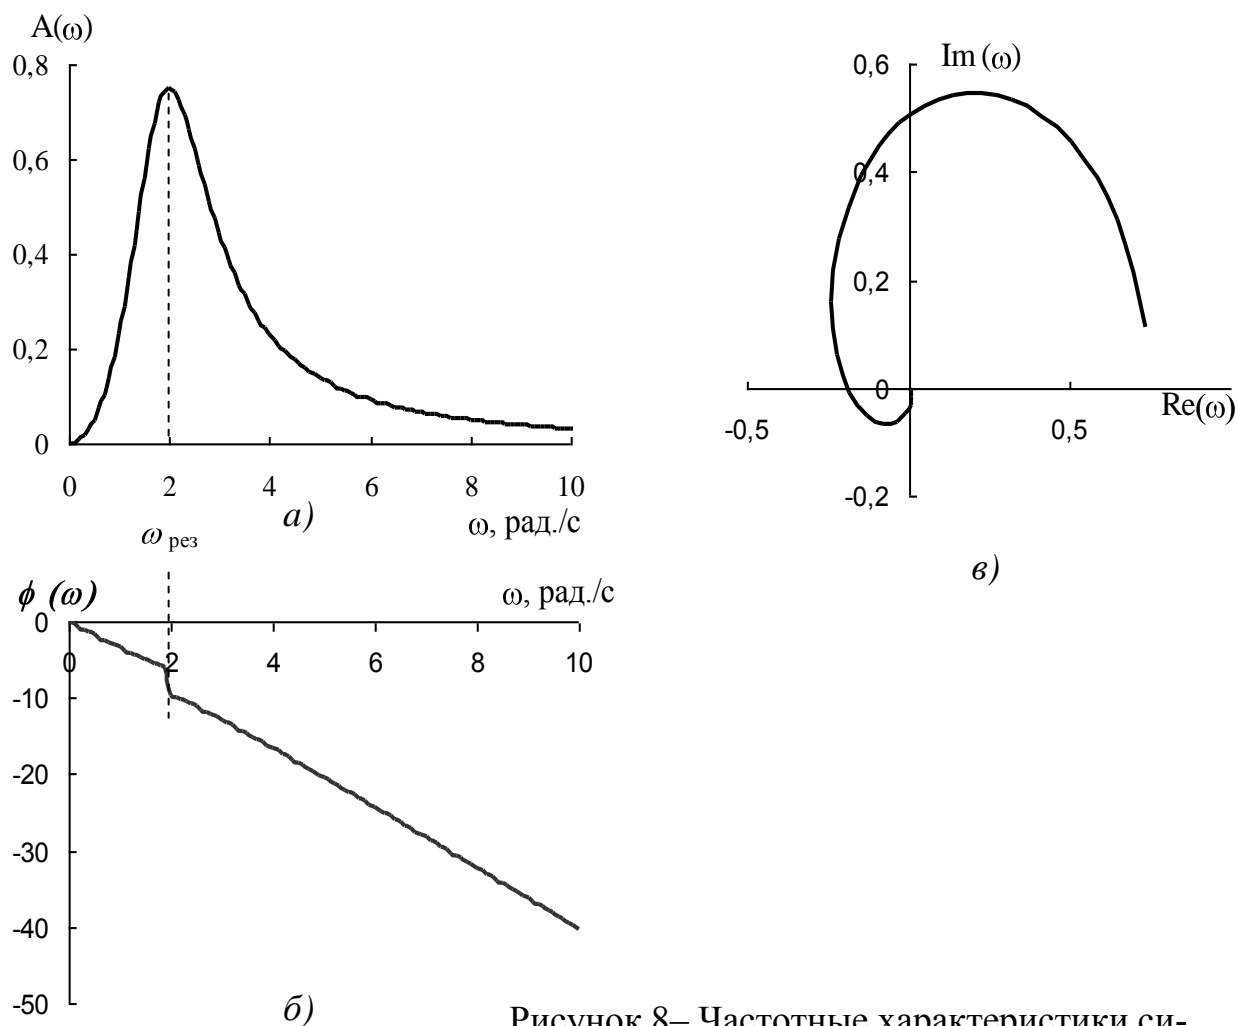 A(ω)
0,8
0,6
0,4
0,2
0
0 2 4 6 8 10
ω рез
а)
ω, рад./с
Im (ω)
0,6
0,4
0,2
0
-0,5 0,5
Re(ω)
-0,2
в)
ϕ (ω)
ω, рад./с
0
0 2 4 6 8 10
-10
-20
-30
-40
-50
б)
Рисунок 8– Частотные характеристики си-